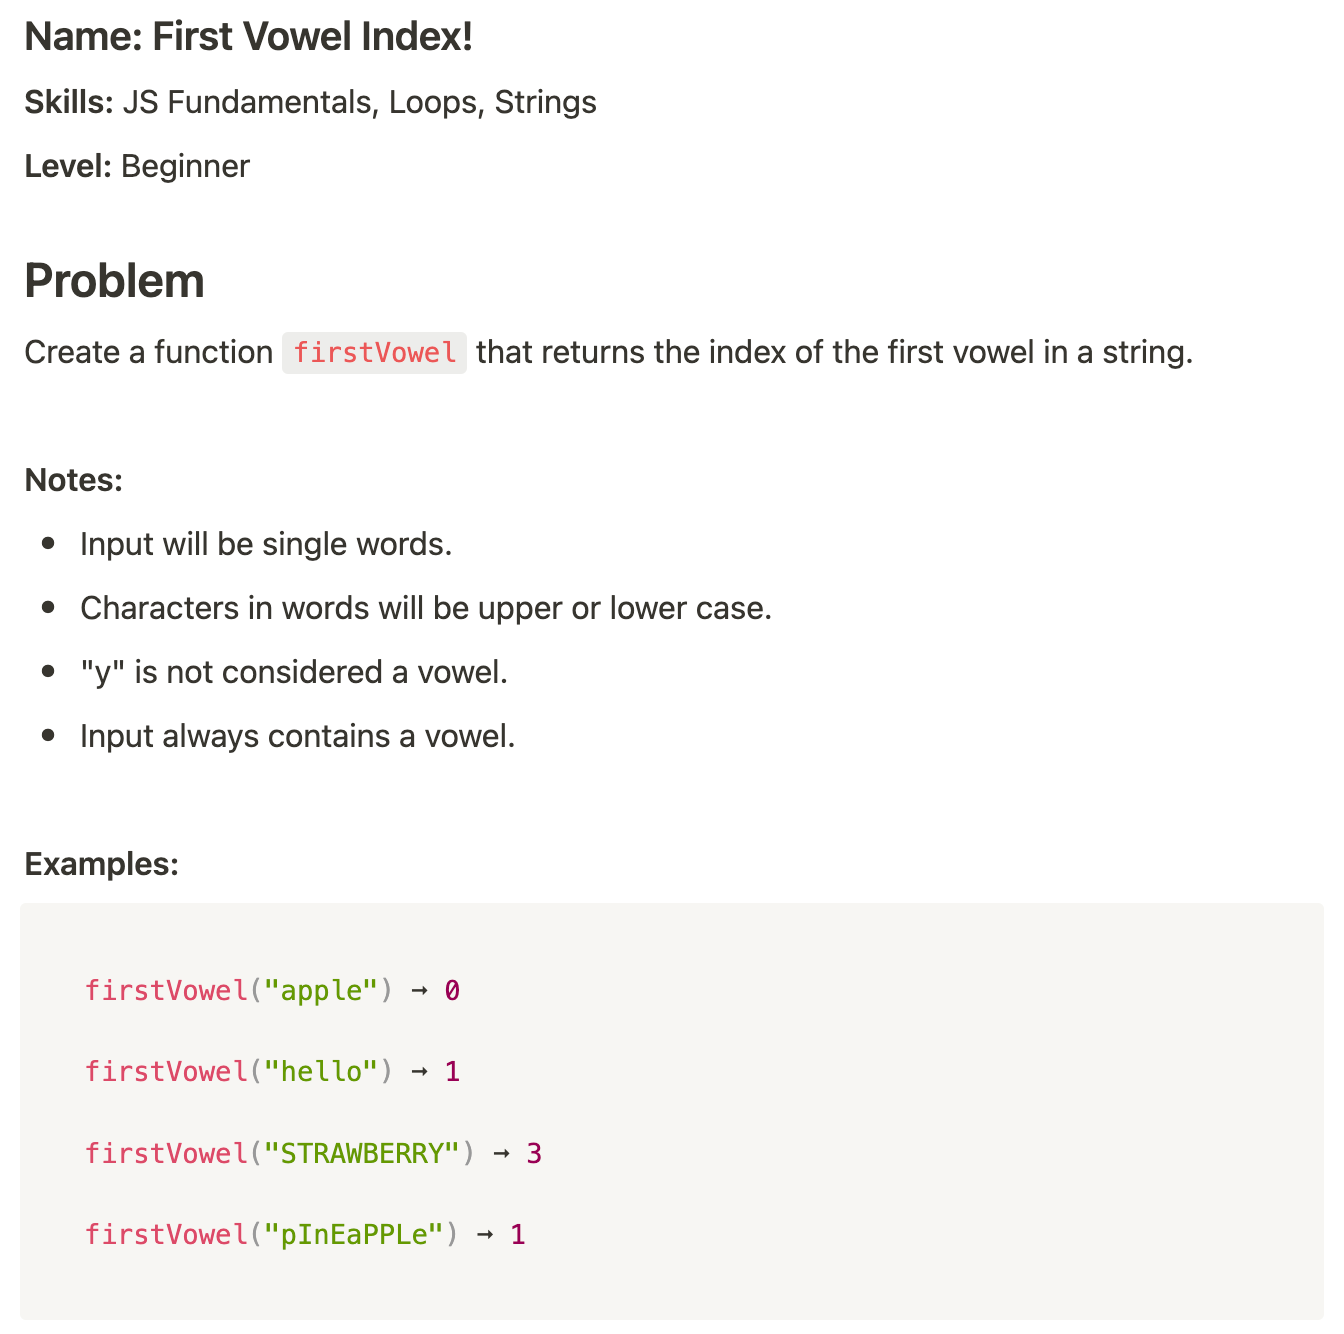 Name: First Vowel Index!
Skills: JS Fundamentals, Loops, Strings
Level: Beginner
Problem
Create a function firstVowel that returns the index of the first vowel in a string.
Notes:
• Input will be single words.
• Characters in words will be upper or lower case.
• "y" is not considered a vowel.
• Input always contains a vowel.
Examples:
firstVowel("apple") → 0
firstVowel("hello") → 1
firstVowel("STRAWBERRY") → 3
firstVowel("pInEaPPLe") → 1